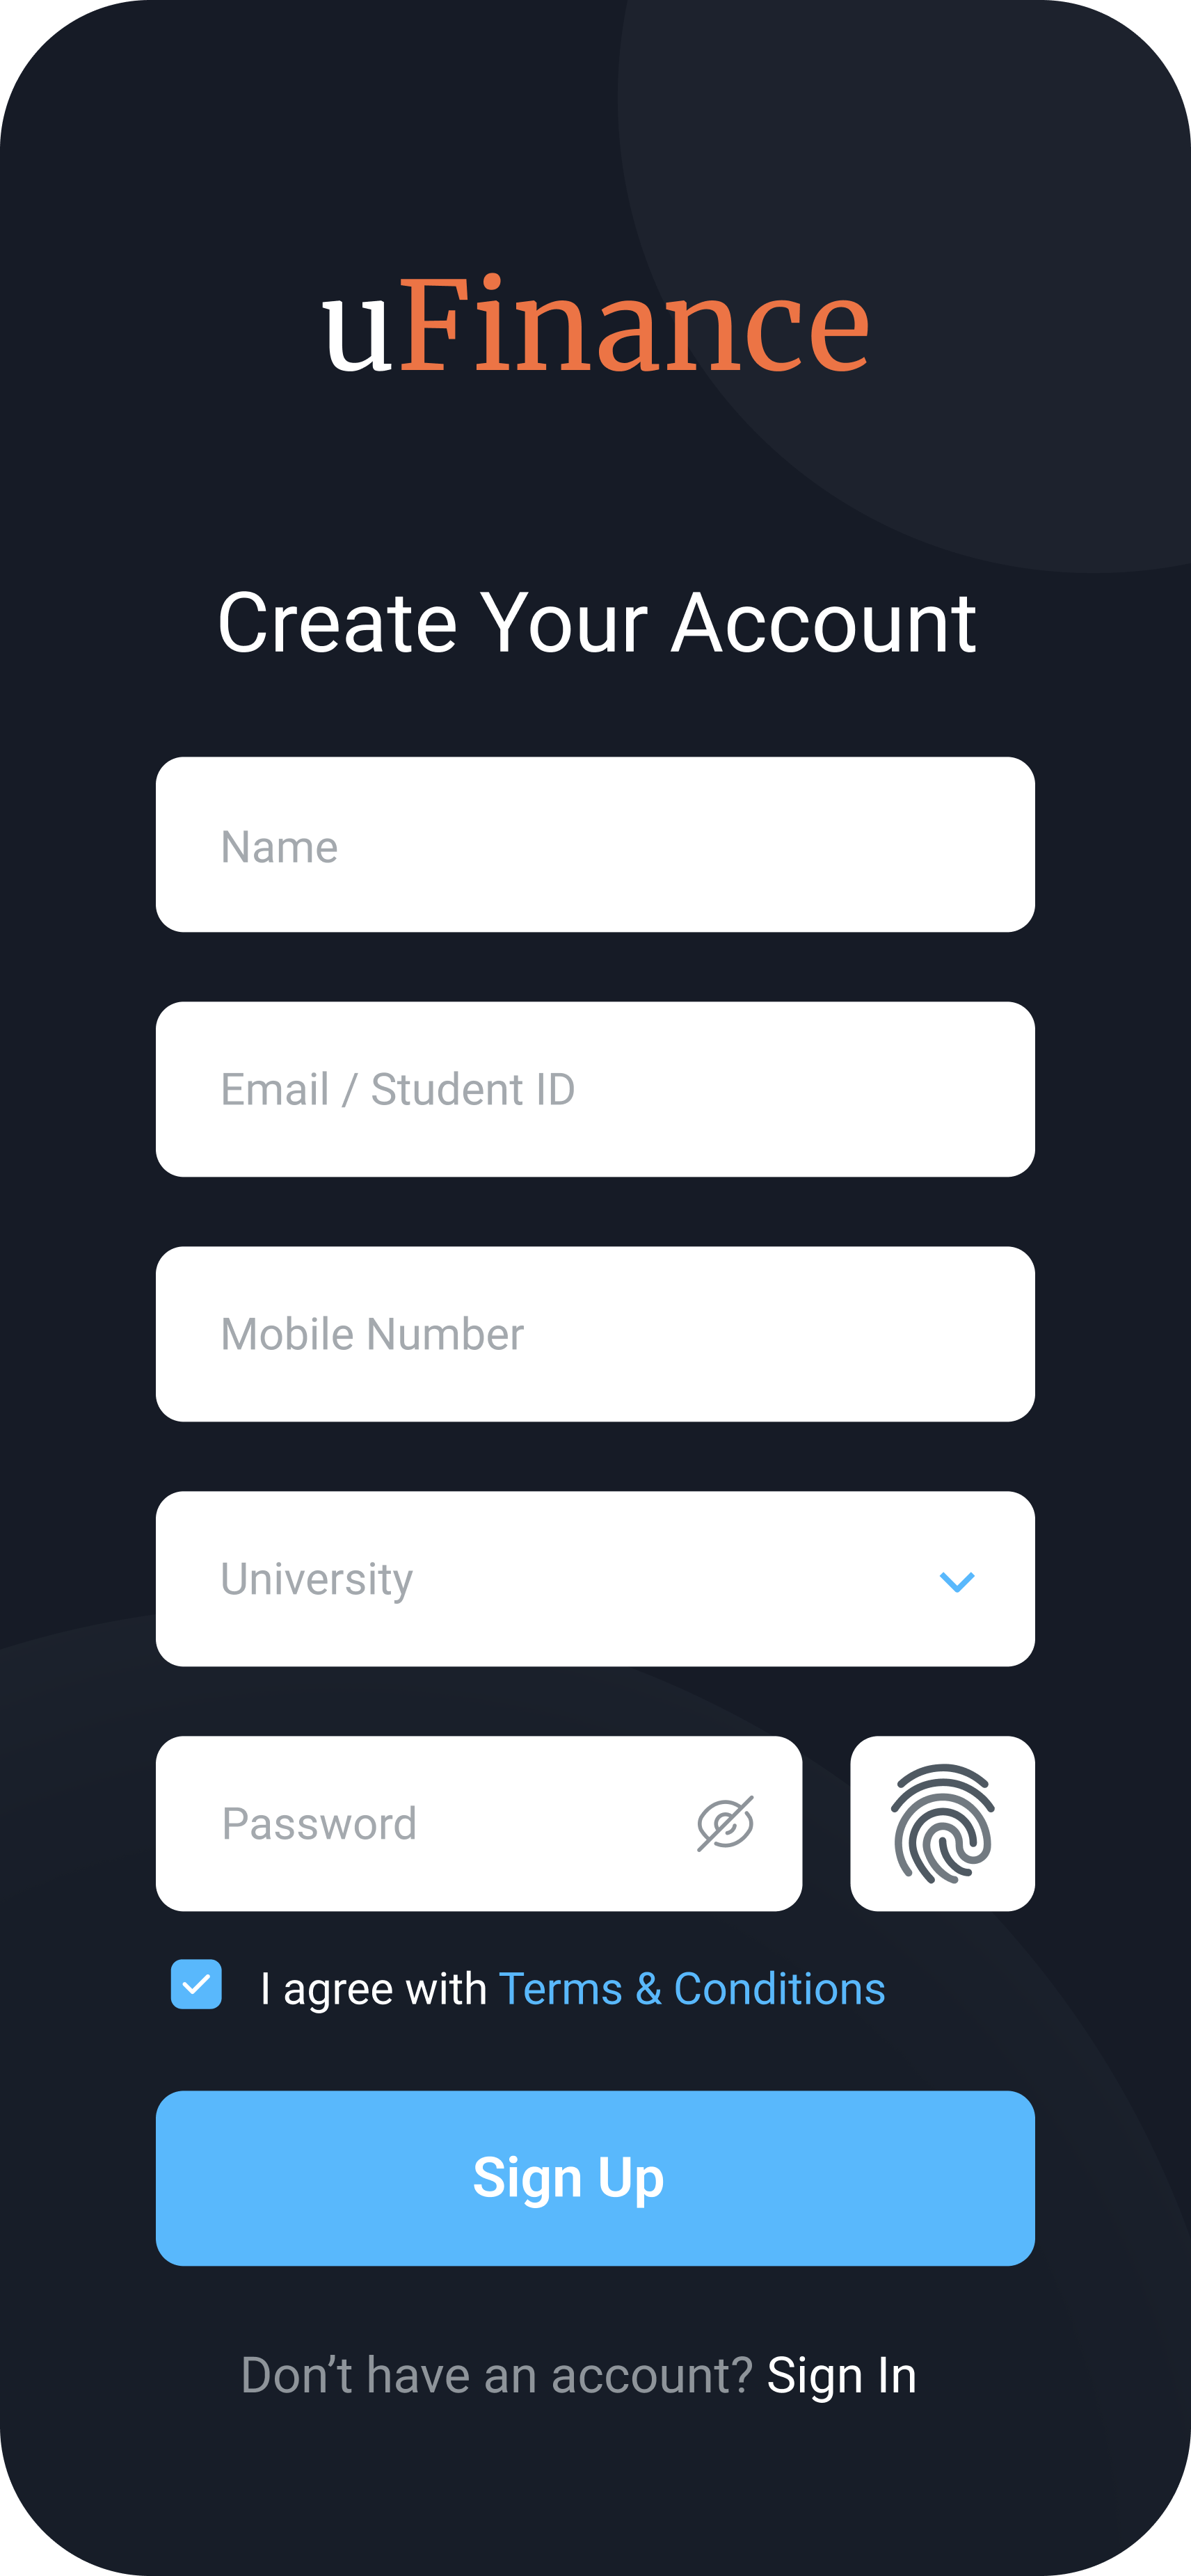 uFinance
Create Your Account
Name
Email / Student ID
Mobile Number
University
Password
I agree with Terms & Conditions
Sign Up
Don’t have an account? Sign In